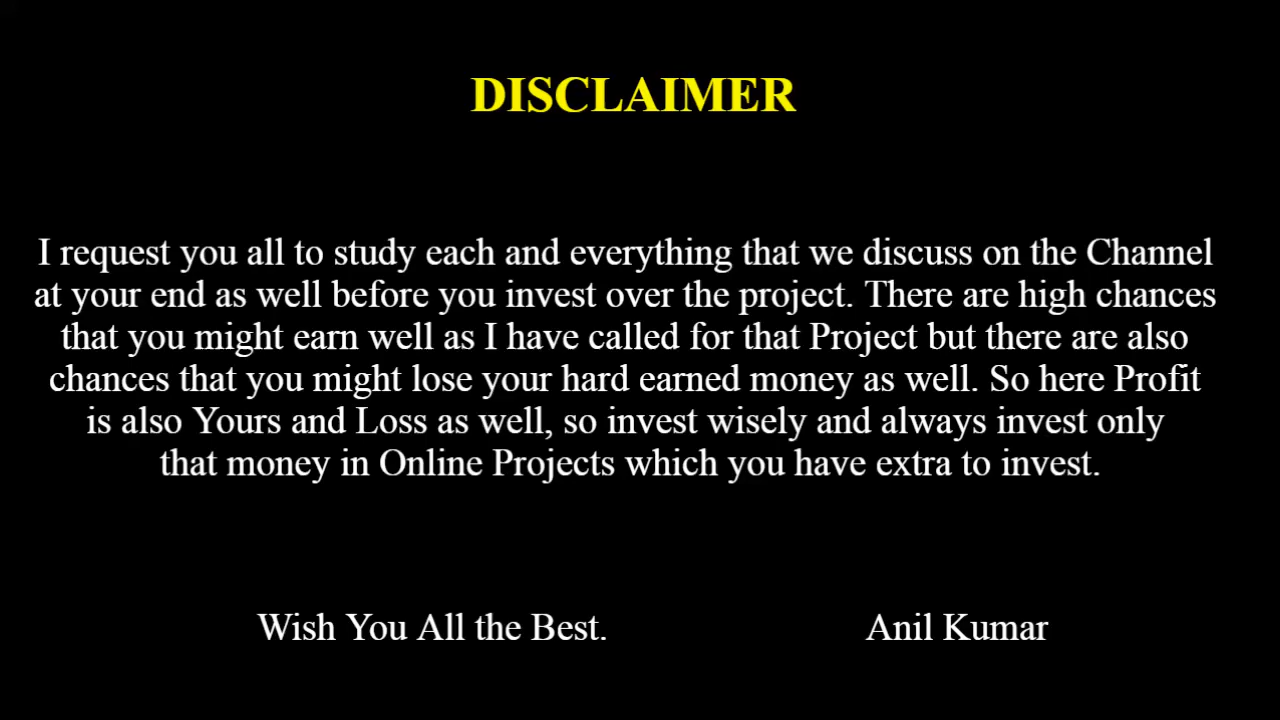 DISCLAIMER
I request you all to study each and everything that we discuss on the Channel
at your end as well before you invest over the project. There are high chances
that you might earn well as I have called for that Project but there are also
chances that you might lose your hard earned money as well. So here Profit
is also Yours and Loss as well, so invest wisely and always invest only
that money in Online Projects which you have extra to invest.
Wish You All the Best. Anil Kumar